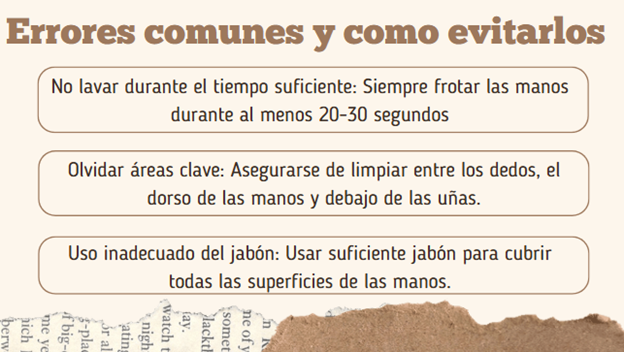 Errores comunes y como evitarlos
No lavar durante el tiempo suficiente: Siempre frotar las manos
durante al menos 20-30 segundos
Olvidar áreas clave: Asegurarse de limpiar entre los dedos, el
dorso de las manos y debajo de las uñas.
Uso inadecuado del jabón: Usar suficiente jabón para cubrir
todas las superficies de las manos.